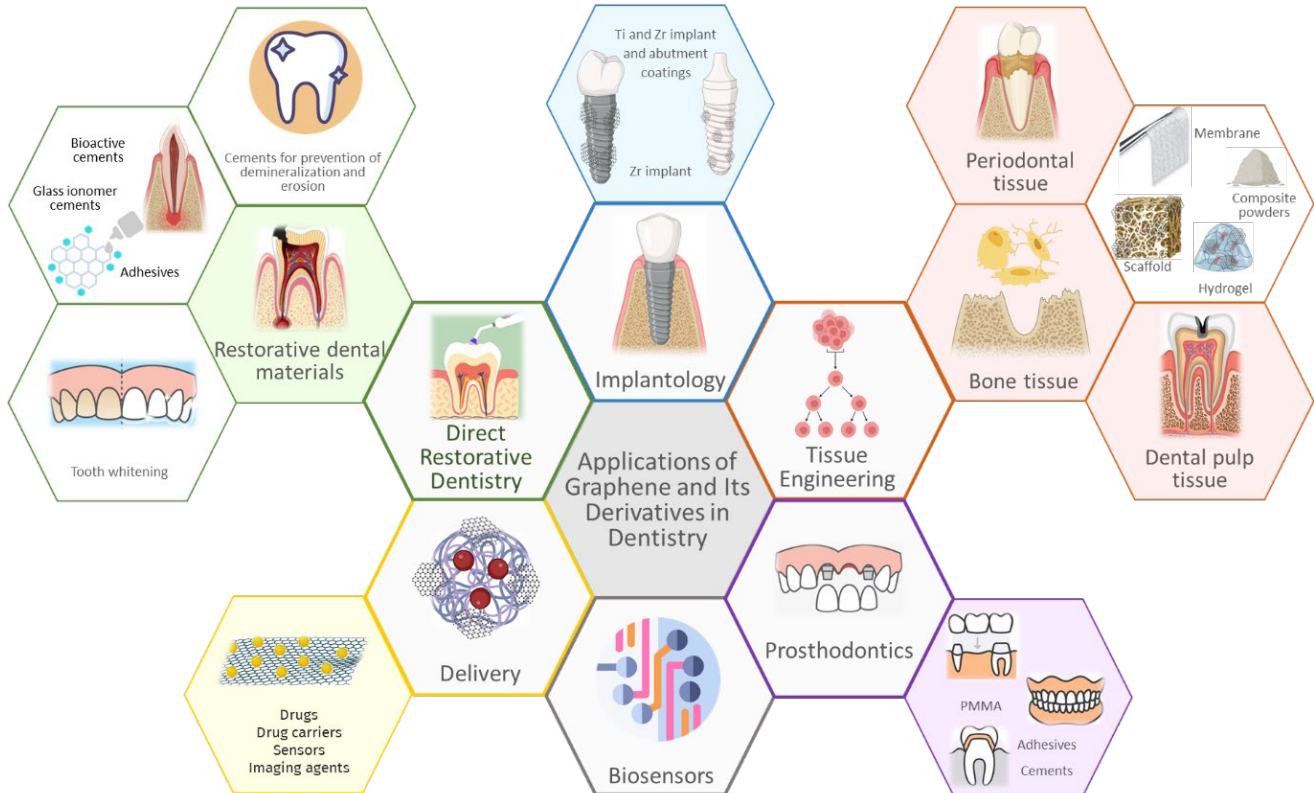 Ti and Zr implant
and abutment
coatings
Zr implant
Cements for prevention of
demineralization and
erosion
Bioactive
cements
Glass ionomer
cements
Adhesives
Restorative dental
materials
Tooth whitening
Direct
Restorative
Dentistry
Implantology
Periodontal
tissue
Membrane
Composite
powders
Scaffold
Hydrogel
Bone tissue
Dental pulp
tissue
Tissue
Engineering
Applications of
Graphene and Its
Derivatives in
Dentistry
Delivery
Drugs
Drug carriers
Sensors
Imaging agents
Biosensors
Prosthodontics
PMMA
Adhesives
Cements